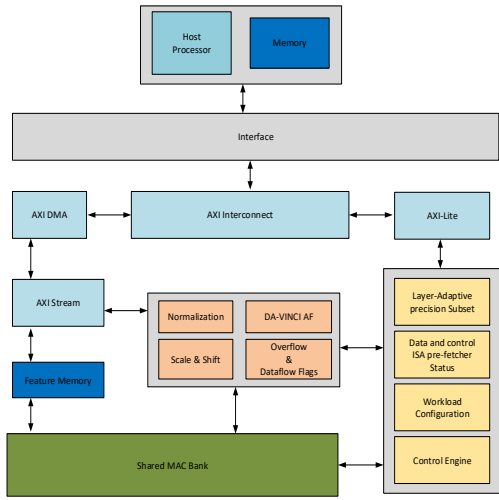 Host
Processor
Memory
Interface
AXI DMA
AXI Interconnect
AXI-Lite
AXI Stream
Normalization
DA-VINCI AF
Scale & Shift
Overflow
&
Dataflow Flags
Layer-Adaptive
precision Subset
Data and control
ISA pre-fetcher
Status
Workload
Configuration
Control Engine
Feature Memory
Shared MAC Bank